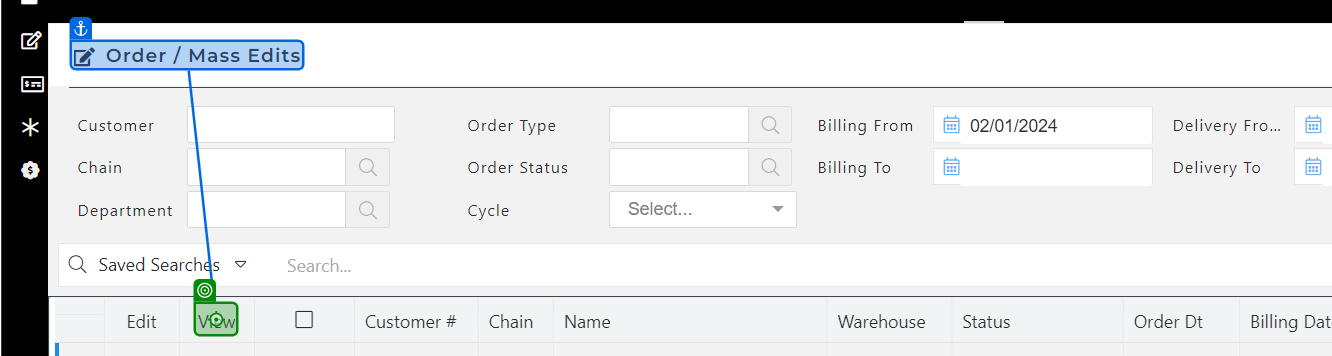 Order / Mass Edits
Customer Order Type Billing From 02/01/2024 Delivery Fro...
Chain Order Status Billing To Delivery To
Department Cycle Select...
Saved Searches Search...
Edit View Customer # Chain Name Warehouse Status Order Dt Billing Dat